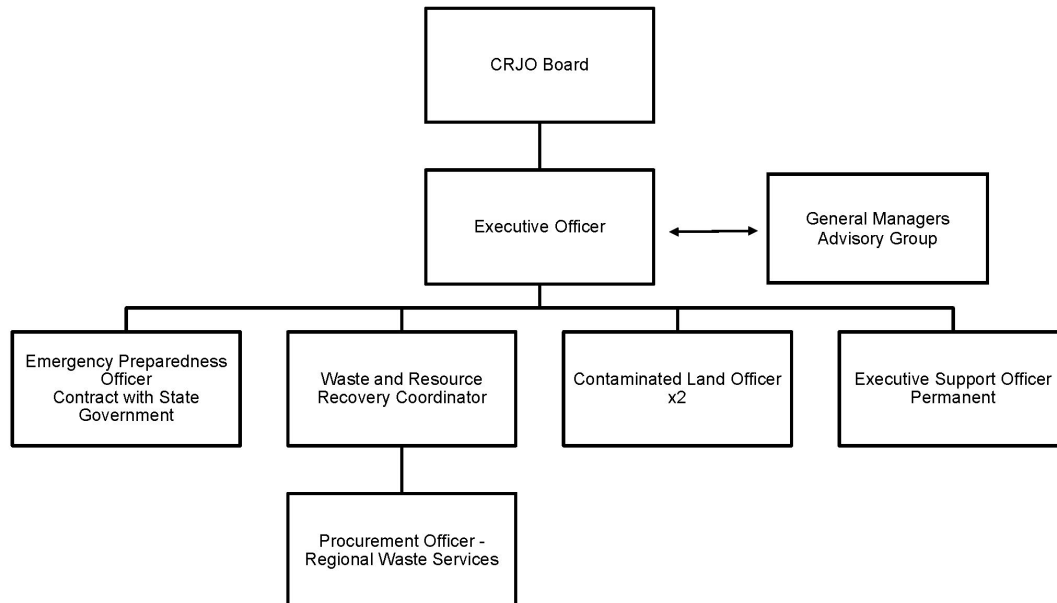 CRJO Board
Executive Officer
General Managers
Advisory Group
Emergency Preparedness
Officer
Contract with State
Government
Waste and Resource
Recovery Coordinator
Contaminated Land Officer
x2
Executive Support Officer
Permanent
Procurement Officer -
Regional Waste Services